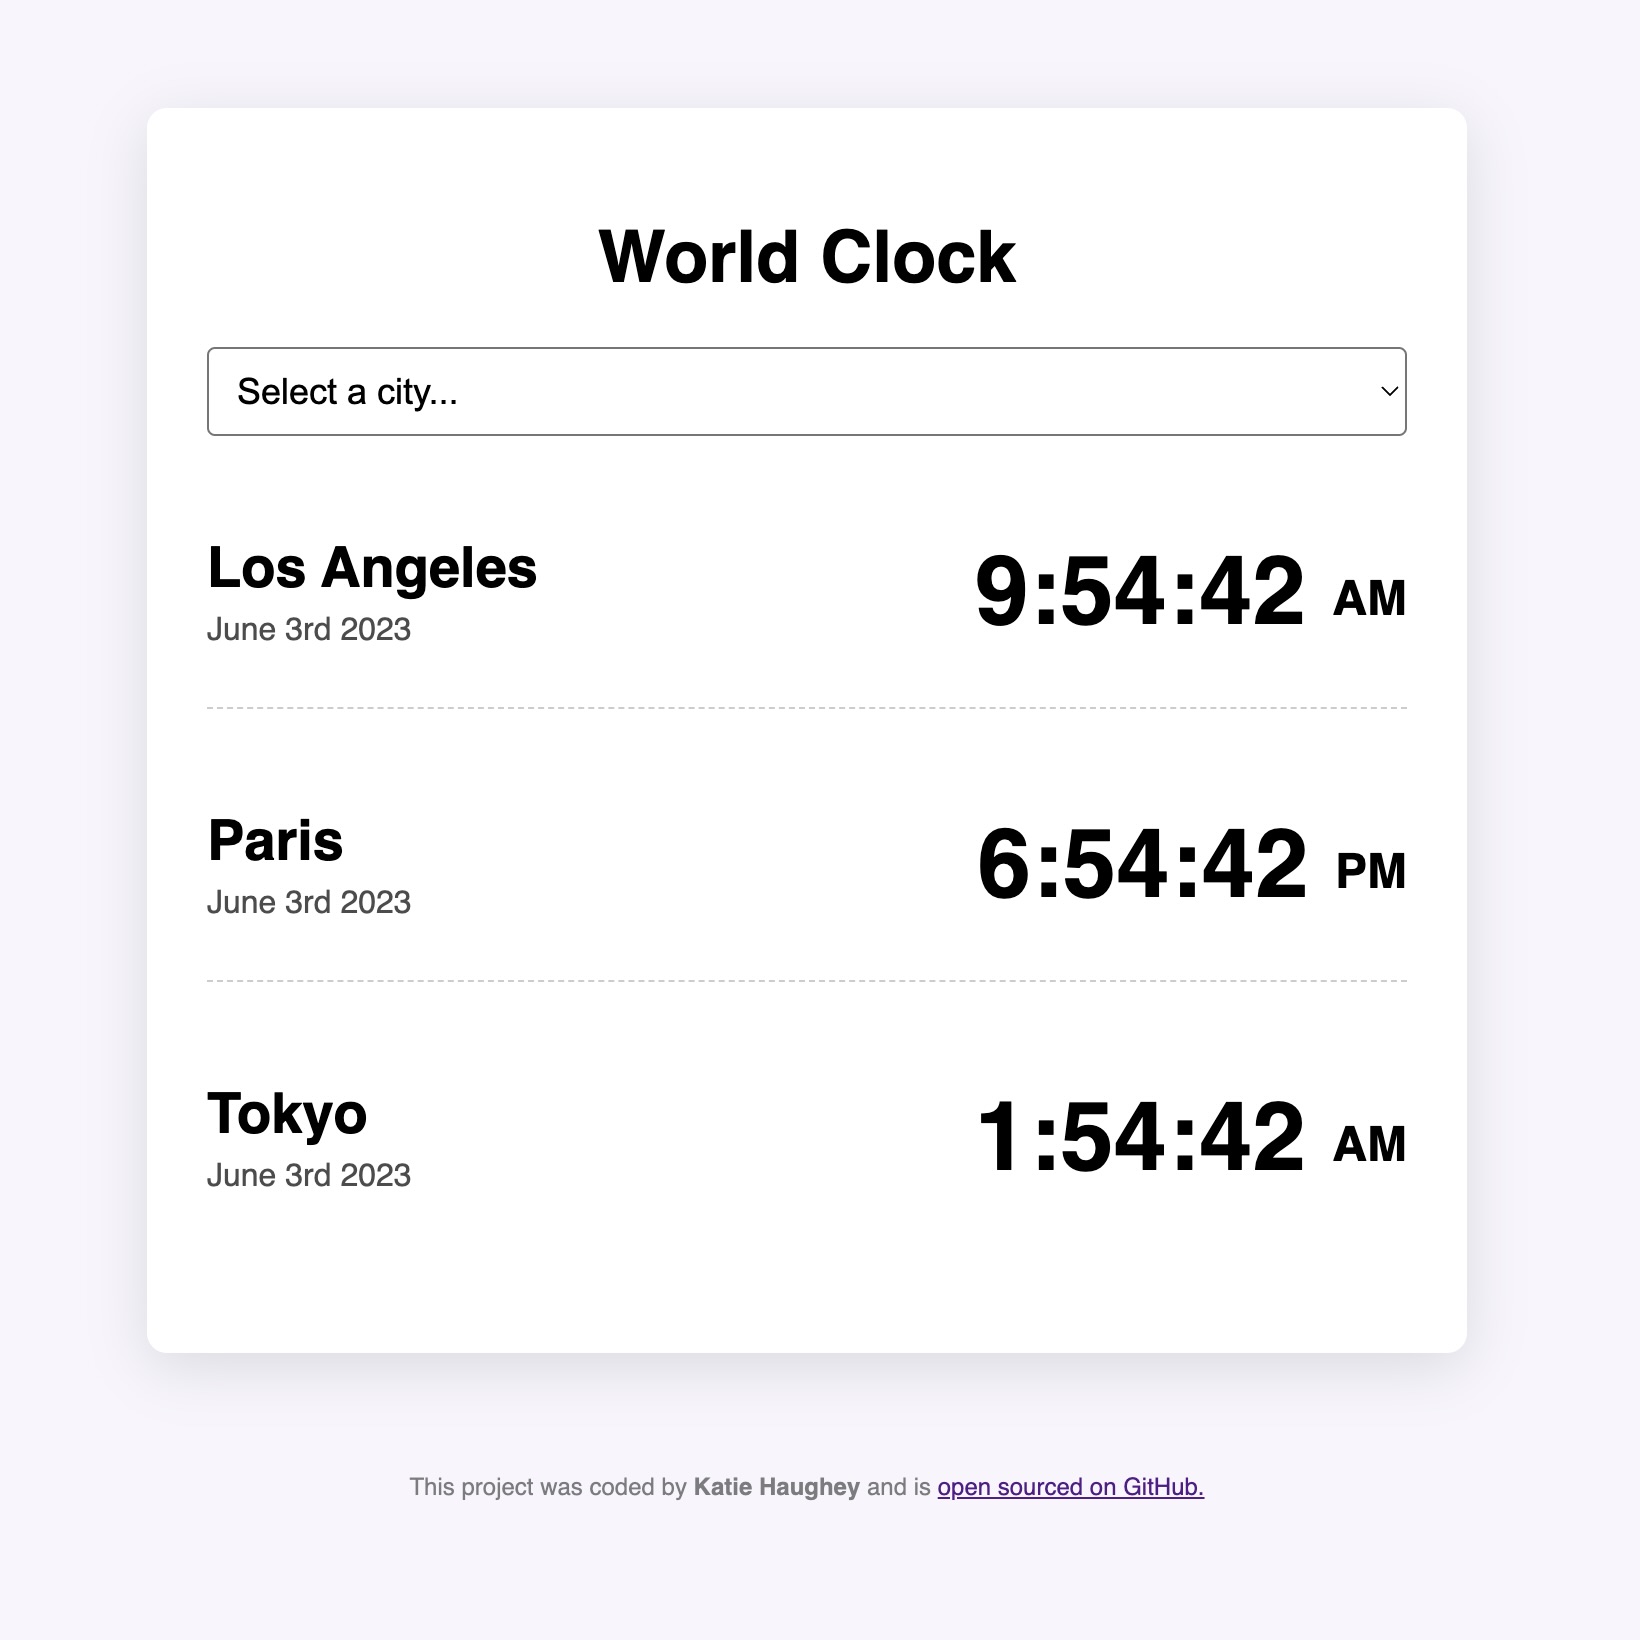 World Clock
Select a city...
Los Angeles
9:54:42 AM
June 3rd 2023
Paris
6:54:42 PM
June 3rd 2023
Tokyo
1:54:42 AM
June 3rd 2023
This project was coded by Katie Haughey and is open sourced on GitHub.